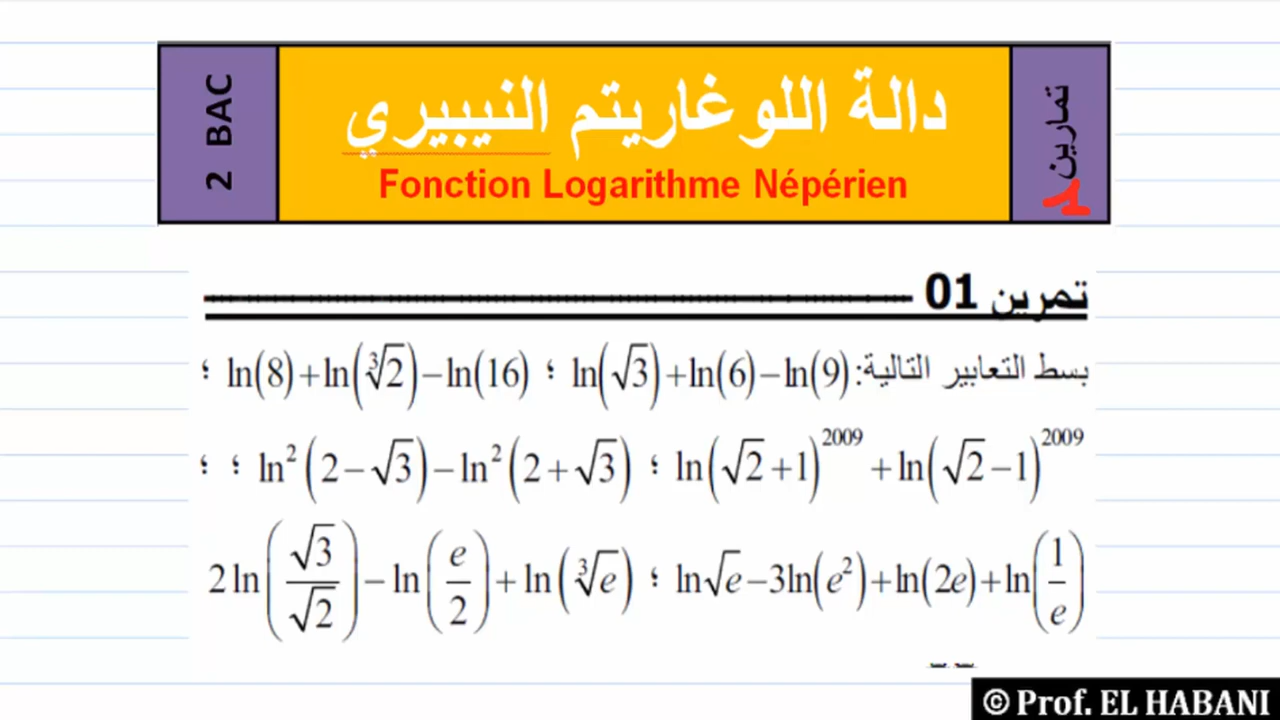 2 BAC
دالة اللوغاريتم النيبيري
Fonction Logarithme Népérien
تمارين
تمرين 01
بسط التعابير التالية: ln(√3)+ln(6)−ln(9) ؛ ln(8)+ln(∛2)−ln(16) ؛
ln(√2+1)^2009 + ln(√2−1)^2009 ؛ ln²(2−√3)−ln²(2+√3) ؛ ؛
ln√e−3ln(e²)+ln(2e)+ln(1/e) ؛ 2ln(√3/√2)−ln(e/2)+ln(∛e)
© Prof. EL HABANI